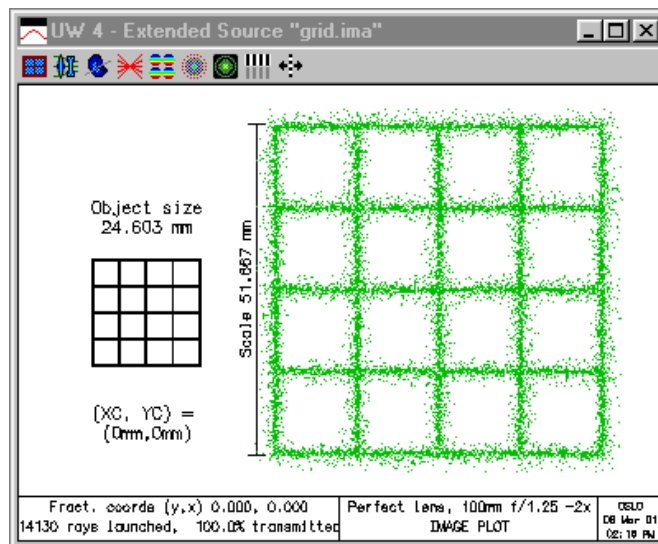 UW 4 - Extended Source "grid.ima"
Object size
24.603 mm
Scale 51.667 mm
(XC, YC) =
(0mm,0mm)
Fract. coords (y,x) 0.000, 0.000
14130 rays launched, 100.0% transmitted
Perfect lens, 100mm f/1.25 -2x
IMAGE PLOT
OSLO
08 Mar 01
02:18 PM